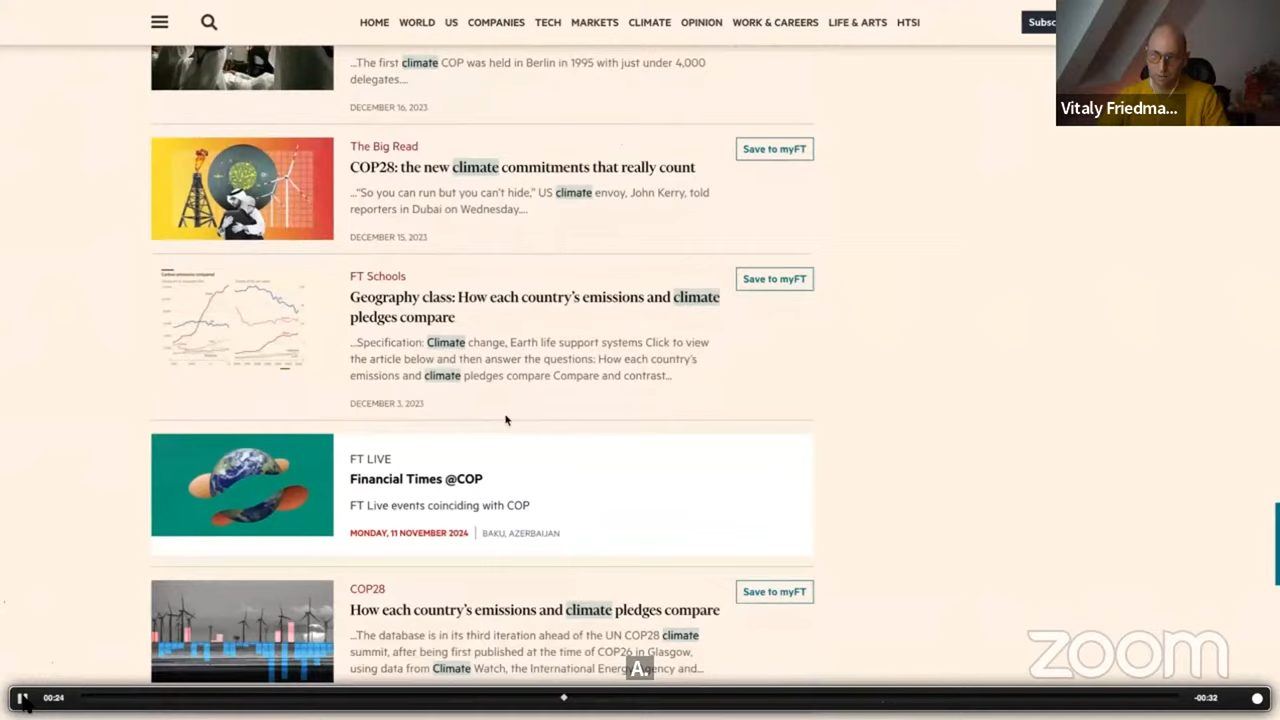 HOME WORLD US COMPANIES TECH MARKETS CLIMATE OPINION WORK & CAREERS LIFE & ARTS HTSI
Subsc
Vitaly Friedma...
...The first climate COP was held in Berlin in 1995 with just under 4,000
delegates....
DECEMBER 16, 2023
The Big Read
Save to myFT
COP28: the new climate commitments that really count
..."So you can run but you can't hide," US climate envoy, John Kerry, told
reporters in Dubai on Wednesday....
DECEMBER 15, 2023
FT Schools
Save to myFT
Geography class: How each country's emissions and climate
pledges compare
...Specification: Climate change, Earth life support systems Click to view
the article below and then answer the questions: How each country's
emissions and climate pledges compare Compare and contrast...
DECEMBER 3, 2023
FT LIVE
Financial Times @COP
FT Live events coinciding with COP
MONDAY, 11 NOVEMBER 2024 | BAKU, AZERBAIJAN
COP28
Save to myFT
How each country's emissions and climate pledges compare
...The database is in its third iteration ahead of the UN COP28 climate
summit, after being first published at the time of COP26 in Glasgow,
using data from Climate Watch, the International Energy Agency and...
A.
zoom
00:24
-00:32